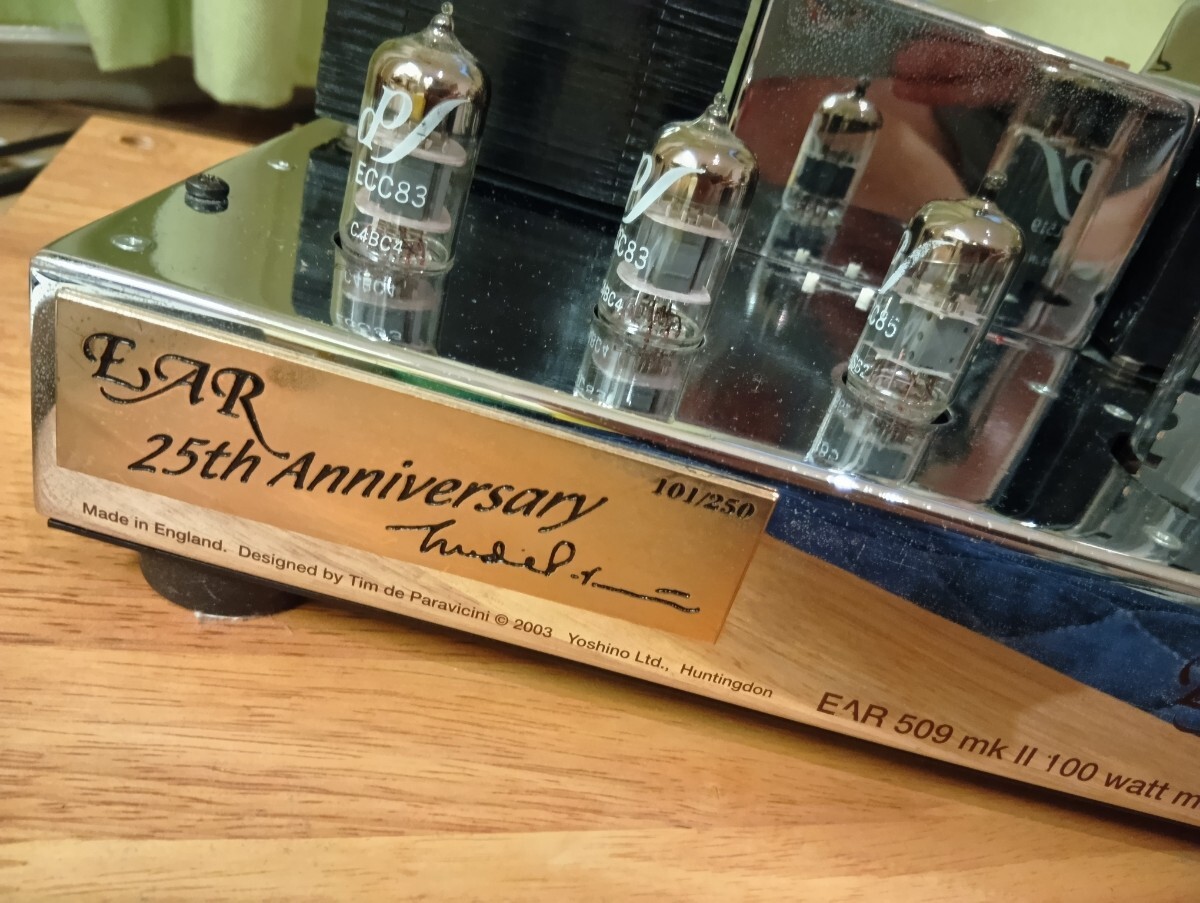 ECC83
C4BC4
EAR
25th Anniversary
101/250
Made in England. Designed by Tim de Paravicini © 2003 Yoshino Ltd., Huntingdon
EAR 509 mk II 100 watt